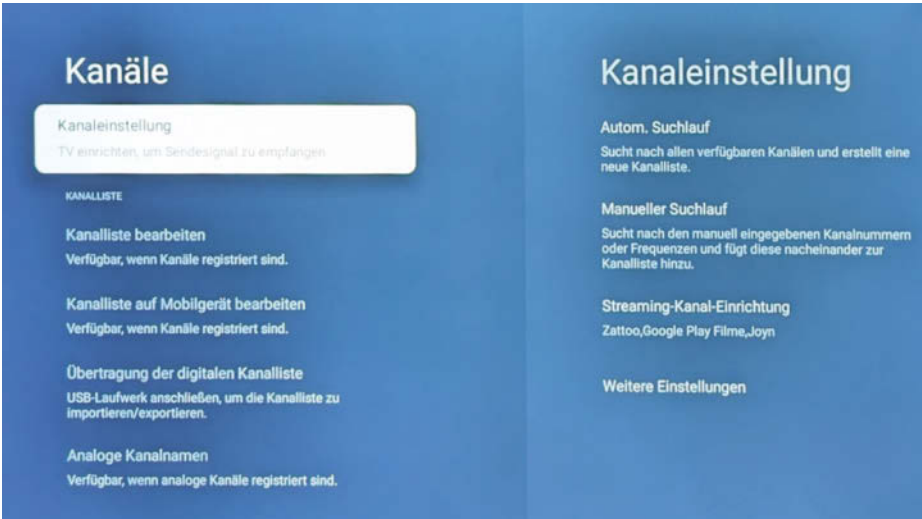 Kanäle
Kanaleinstellung
TV einrichten, um Sendesignal zu empfangen
KANALLISTE
Kanalliste bearbeiten
Verfügbar, wenn Kanäle registriert sind.
Kanalliste auf Mobilgerät bearbeiten
Verfügbar, wenn Kanäle registriert sind.
Übertragung der digitalen Kanalliste
USB-Laufwerk anschließen, um die Kanalliste zu
importieren/exportieren.
Analoge Kanalnamen
Verfügbar, wenn analoge Kanäle registriert sind.
Kanaleinstellung
Autom. Suchlauf
Sucht nach allen verfügbaren Kanälen und erstellt eine
neue Kanalliste.
Manueller Suchlauf
Sucht nach den manuell eingegebenen Kanalnummern
oder Frequenzen und fügt diese nacheinander zur
Kanalliste hinzu.
Streaming-Kanal-Einrichtung
Zattoo,Google Play Filme,Joyn
Weitere Einstellungen